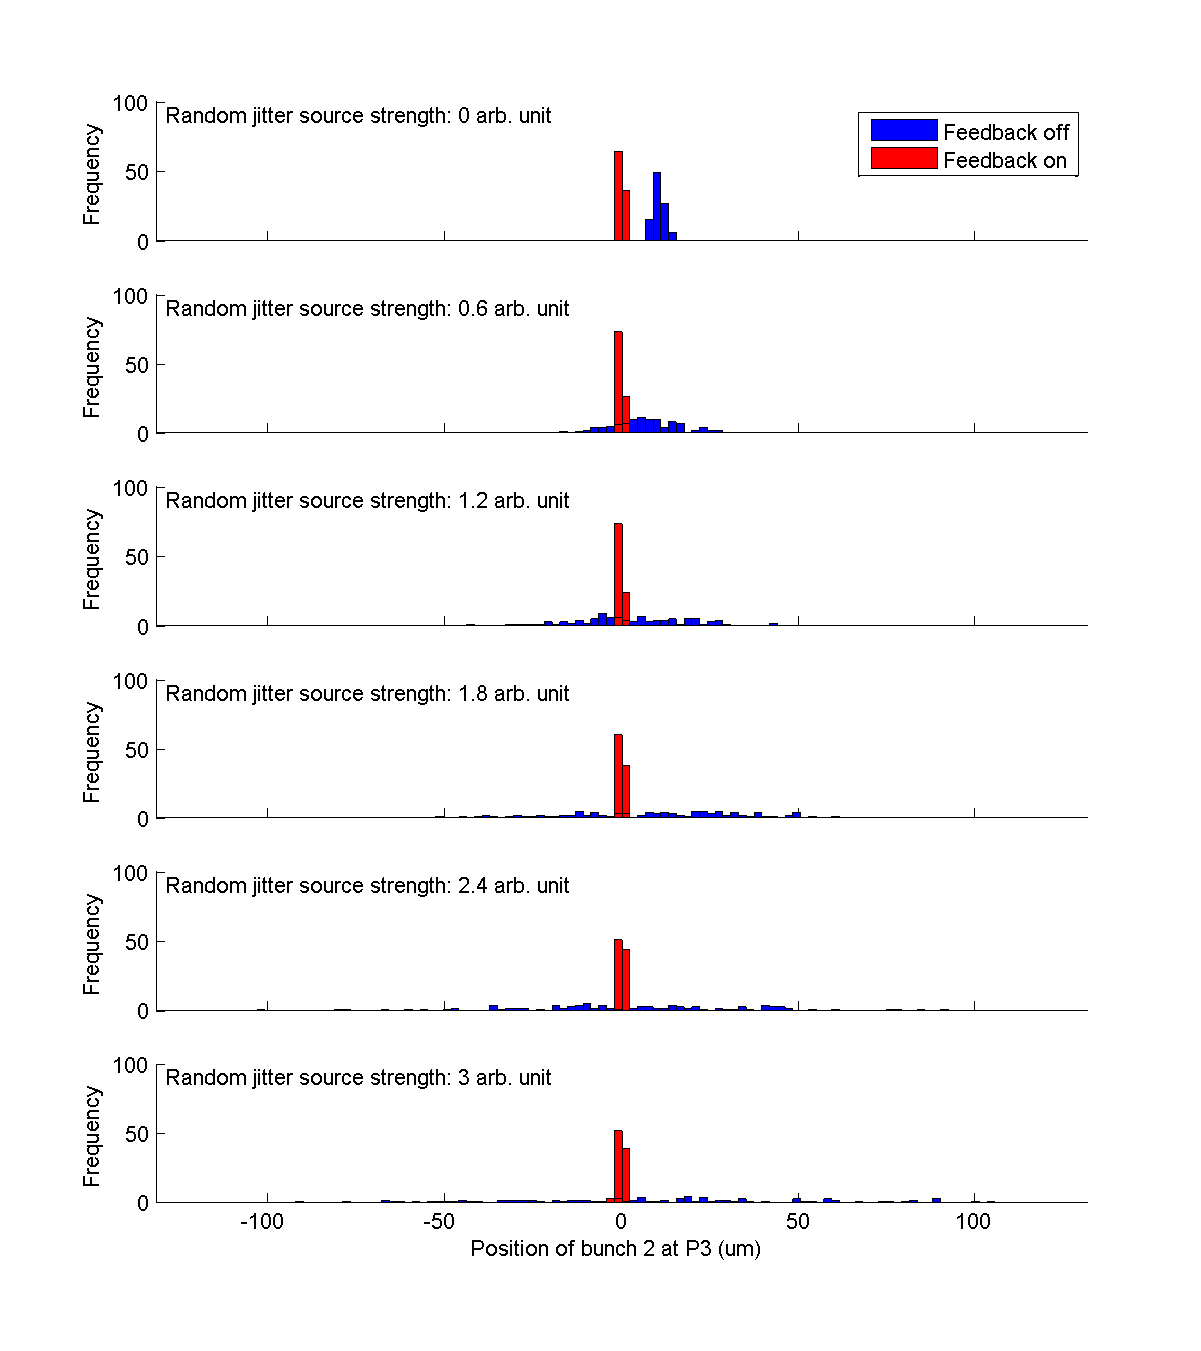 100
Random jitter source strength: 0 arb. unit
Feedback off
Feedback on
50
0
Frequency
100
Random jitter source strength: 0.6 arb. unit
50
0
Frequency
100
Random jitter source strength: 1.2 arb. unit
50
0
Frequency
100
Random jitter source strength: 1.8 arb. unit
50
0
Frequency
100
Random jitter source strength: 2.4 arb. unit
50
0
Frequency
100
Random jitter source strength: 3 arb. unit
50
0
Frequency
-100 -50 0 50 100
Position of bunch 2 at P3 (um)